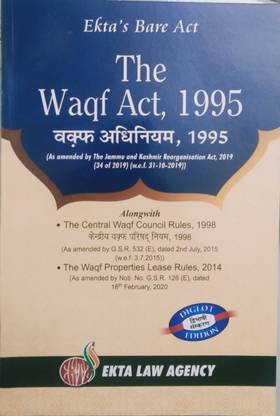 Ekta's Bare Act
The
Waqf Act, 1995
वक़्फ़ अधिनियम, 1995
(As amended by The Jammu and Kashmir Reorganisation Act, 2019
(34 of 2019) (w.e.f. 31-10-2019))
Alongwith
• The Central Waqf Council Rules, 1998
केन्द्रीय वक़्फ़ परिषद् नियम, 1998
(As amended by G.S.R. 532 (E), dated 2nd July, 2015
(w.e.f. 3.7.2015))
• The Waqf Properties Lease Rules, 2014
(As amended by Noti. No. G.S.R. 126 (E), dated
18th February, 2020
DIGLOT
द्विभाषी
संस्करण
EDITION
EKTA LAW AGENCY